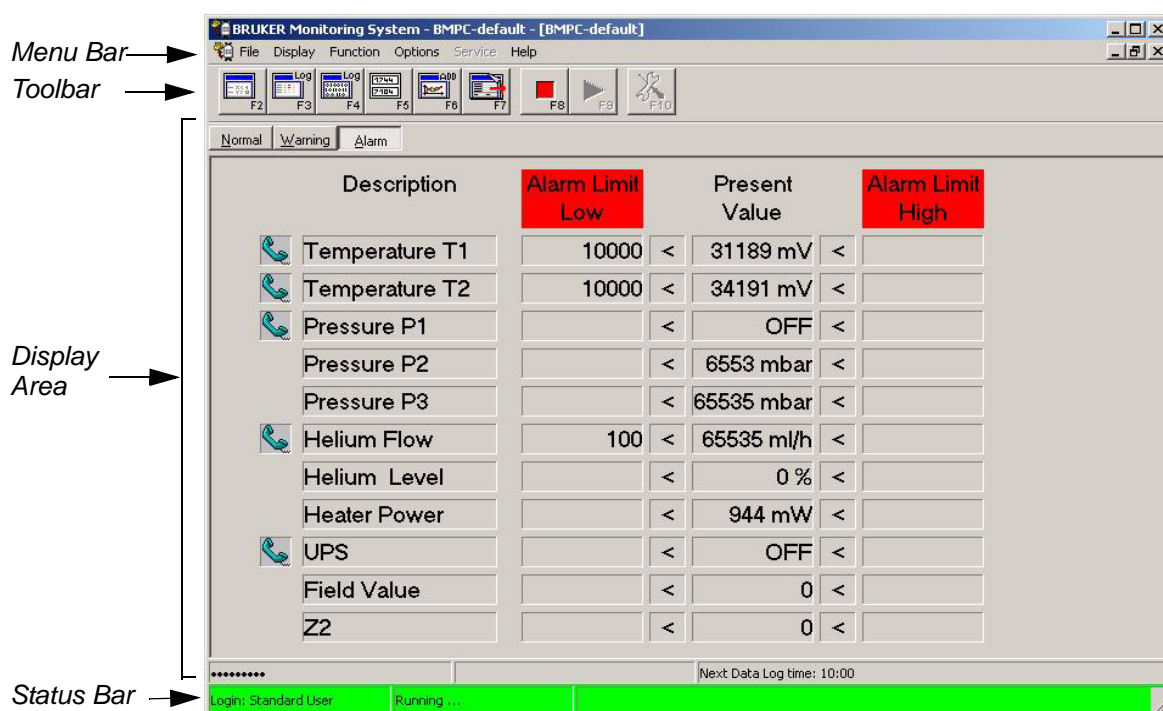 BRUKER Monitoring System - BMPC-default - [BMPC-default]
Menu Bar
File Display Function Options Service Help
Toolbar
F2 Log F3 Log F4 1744 7104 F5 ADD F6 F7 F8 F9 F10
Normal Warning Alarm
Description Alarm Limit Low Present Value Alarm Limit High
Temperature T1 10000 < 31189 mV <
Temperature T2 10000 < 34191 mV <
Pressure P1 < OFF <
Display Area
Pressure P2 < 6553 mbar <
Pressure P3 < 65535 mbar <
Helium Flow 100 < 65535 ml/h <
Helium Level < 0 % <
Heater Power < 944 mW <
UPS < OFF <
Field Value < 0 <
Z2 < 0 <
Next Data Log time: 10:00
Status Bar
Login: Standard User Running ...